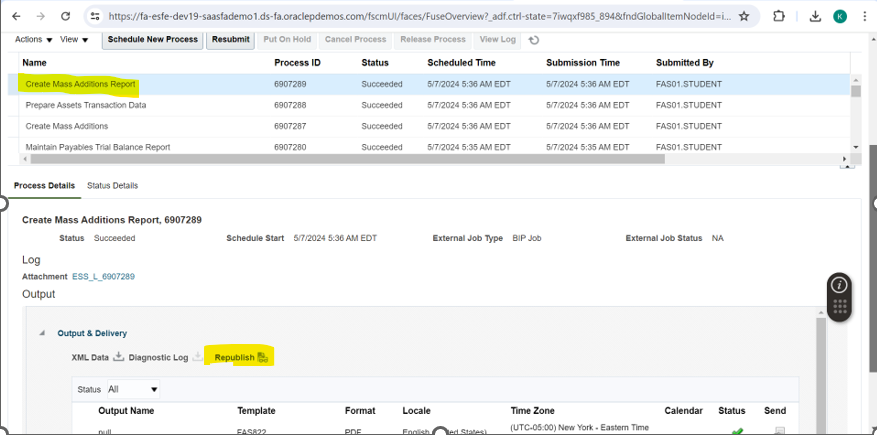 https://fa-esfe-dev19-saasfademo1.ds-fa.oraclepdemos.com/fscmUI/faces/FuseOverview?_adf.ctrl-state=7iwqxf985_894&fndGlobalItemNodeId=i... K
Actions View Schedule New Process Resubmit Put On Hold Cancel Process Release Process View Log
Name Process ID Status Scheduled Time Submission Time Submitted By
Create Mass Additions Report 6907289 Succeeded 5/7/2024 5:36 AM EDT 5/7/2024 5:36 AM EDT FAS01.STUDENT
Prepare Assets Transaction Data 6907288 Succeeded 5/7/2024 5:36 AM EDT 5/7/2024 5:36 AM EDT FAS01.STUDENT
Create Mass Additions 6907287 Succeeded 5/7/2024 5:36 AM EDT 5/7/2024 5:36 AM EDT FAS01.STUDENT
Maintain Payables Trial Balance Report 6907280 Succeeded 5/7/2024 5:35 AM EDT 5/7/2024 5:35 AM EDT FAS01.STUDENT
Process Details Status Details
Create Mass Additions Report, 6907289
Status Succeeded Schedule Start 5/7/2024 5:36 AM EDT External Job Type BIP Job External Job Status NA
Log
Attachment ESS_L_6907289
Output
Output & Delivery
XML Data Diagnostic Log Republish
Status All
Output Name Template Format Locale Time Zone Calendar Status Send
null FAS822 PDF English States) (UTC-05:00) New York - Eastern Time